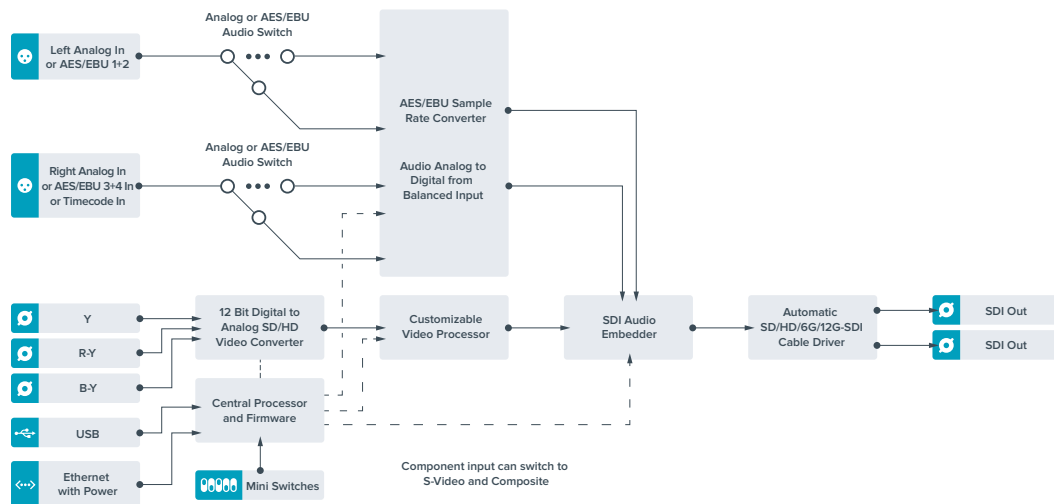 Analog or AES/EBU
Audio Switch
Left Analog In
or AES/EBU 1+2
AES/EBU Sample
Rate Converter
Analog or AES/EBU
Audio Switch
Right Analog In
or AES/EBU 3+4 In
or Timecode In
Audio Analog to
Digital from
Balanced Input
Y
R-Y
B-Y
12 Bit Digital to
Analog SD/HD
Video Converter
Customizable
Video Processor
SDI Audio
Embedder
Automatic
SD/HD/6G/12G-SDI
Cable Driver
SDI Out
SDI Out
USB
Ethernet
with Power
Central Processor
and Firmware
Mini Switches
Component input can switch to
S-Video and Composite